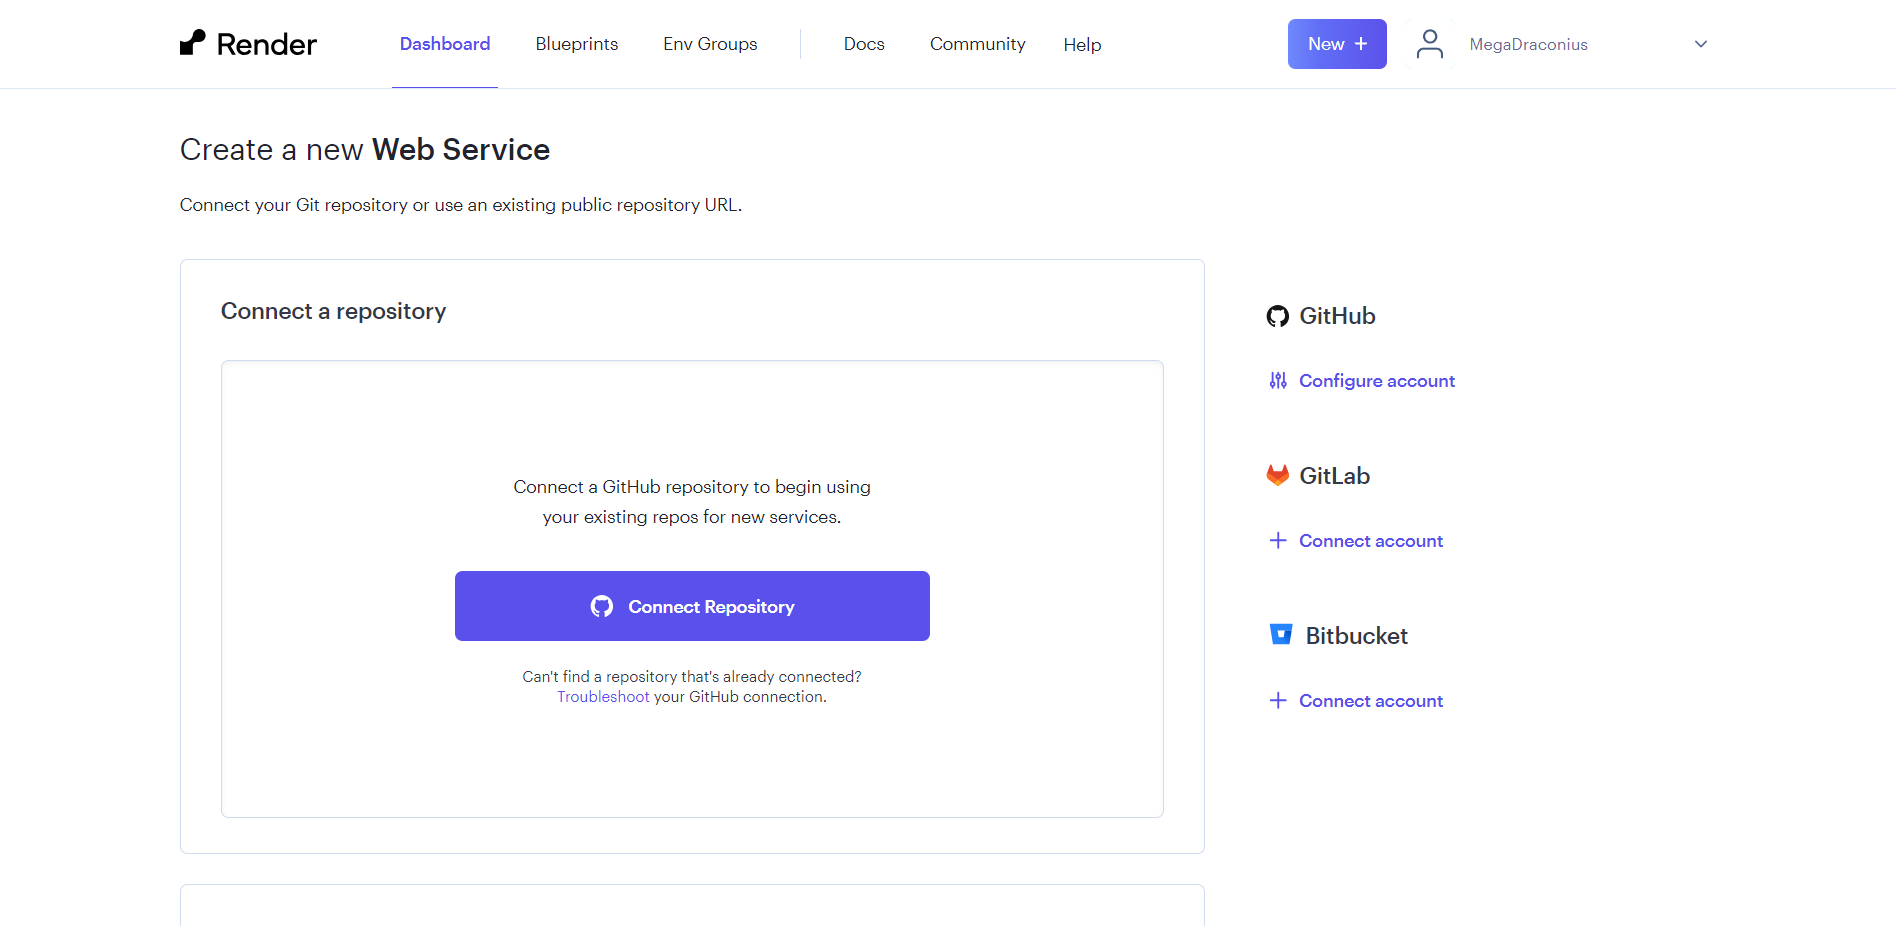 Render
Dashboard
Blueprints
Env Groups
Docs
Community
Help
New +
MegaDraconius
Create a new Web Service
Connect your Git repository or use an existing public repository URL.
Connect a repository
Connect a GitHub repository to begin using
your existing repos for new services.
Connect Repository
Can't find a repository that's already connected?
Troubleshoot your GitHub connection.
GitHub
Configure account
GitLab
Connect account
Bitbucket
Connect account